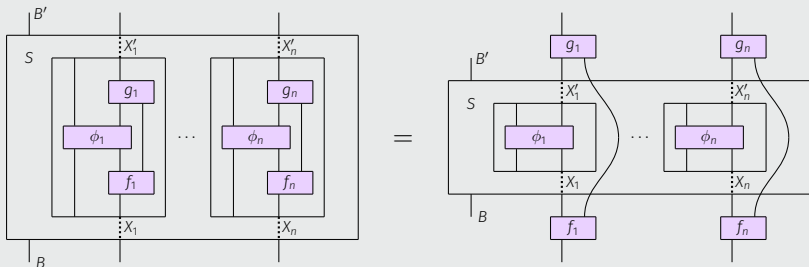 B′ X′₁ X′ₙ g₁ gₙ
S g₁ gₙ B′ X′₁ X′ₙ
S
ϕ₁ ⋯ ϕₙ = ϕ₁ ⋯ ϕₙ
f₁ fₙ X₁ Xₙ
X₁ Xₙ B f₁ fₙ
B